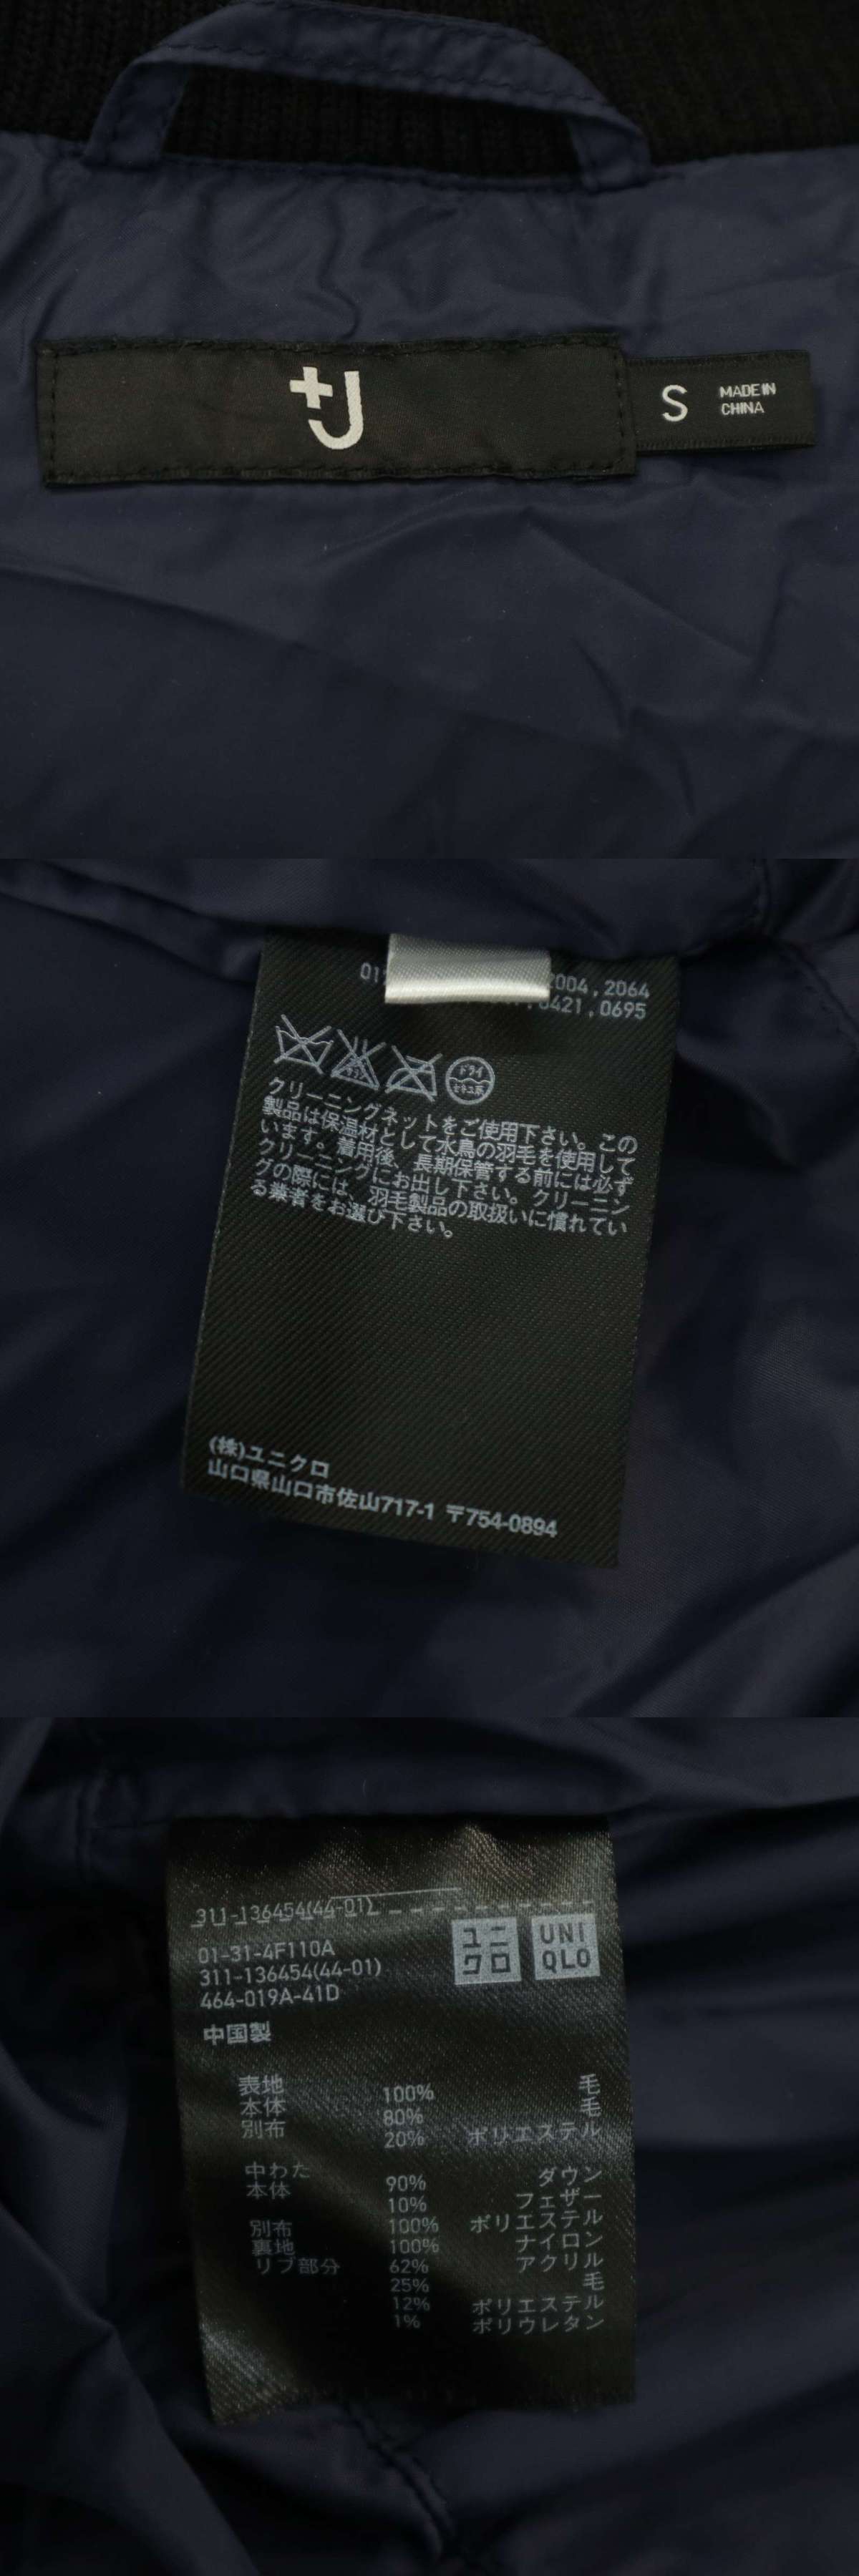 +J
S
MADE IN
CHINA
2004,2064
0421,0695
ドライ
セキユ系
クリーニングネットをご使用下さい。この
製品は保温材として水鳥の羽毛を使用して
います。着用後、長期保管する前には必ず
クリーニングにお出し下さい。クリーニン
グの際には、羽毛製品の取扱いに慣れてい
る業者をお選び下さい。
(株)ユニクロ
山口県山口市佐山717-1 〒754-0894
311-136454(44-01)
01-31-4F110A
311-136454(44-01)
464-019A-41D
中国製
ユニ
クロ
UNI
QLO
表地
本体 100% 毛
別布 80% 毛
20% ポリエステル
中わた
本体 90% ダウン
10% フェザー
別布 100% ポリエステル
裏地 100% ナイロン
リブ部分 62% アクリル
25% 毛
12% ポリエステル
1% ポリウレタン